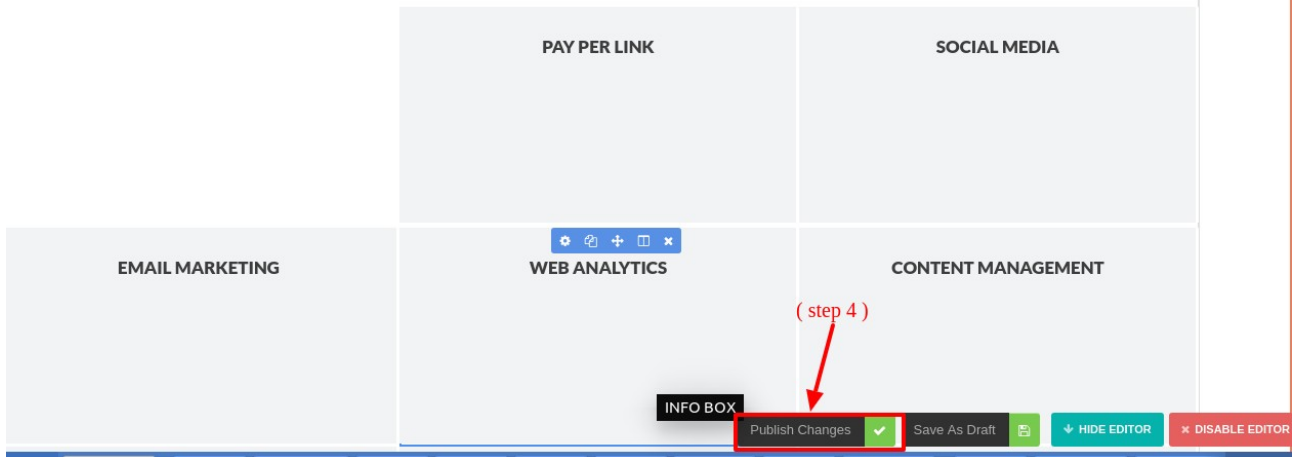 PAY PER LINK
SOCIAL MEDIA
EMAIL MARKETING
WEB ANALYTICS
CONTENT MANAGEMENT
( step 4 )
INFO BOX
Publish Changes
Save As Draft
HIDE EDITOR
DISABLE EDITOR